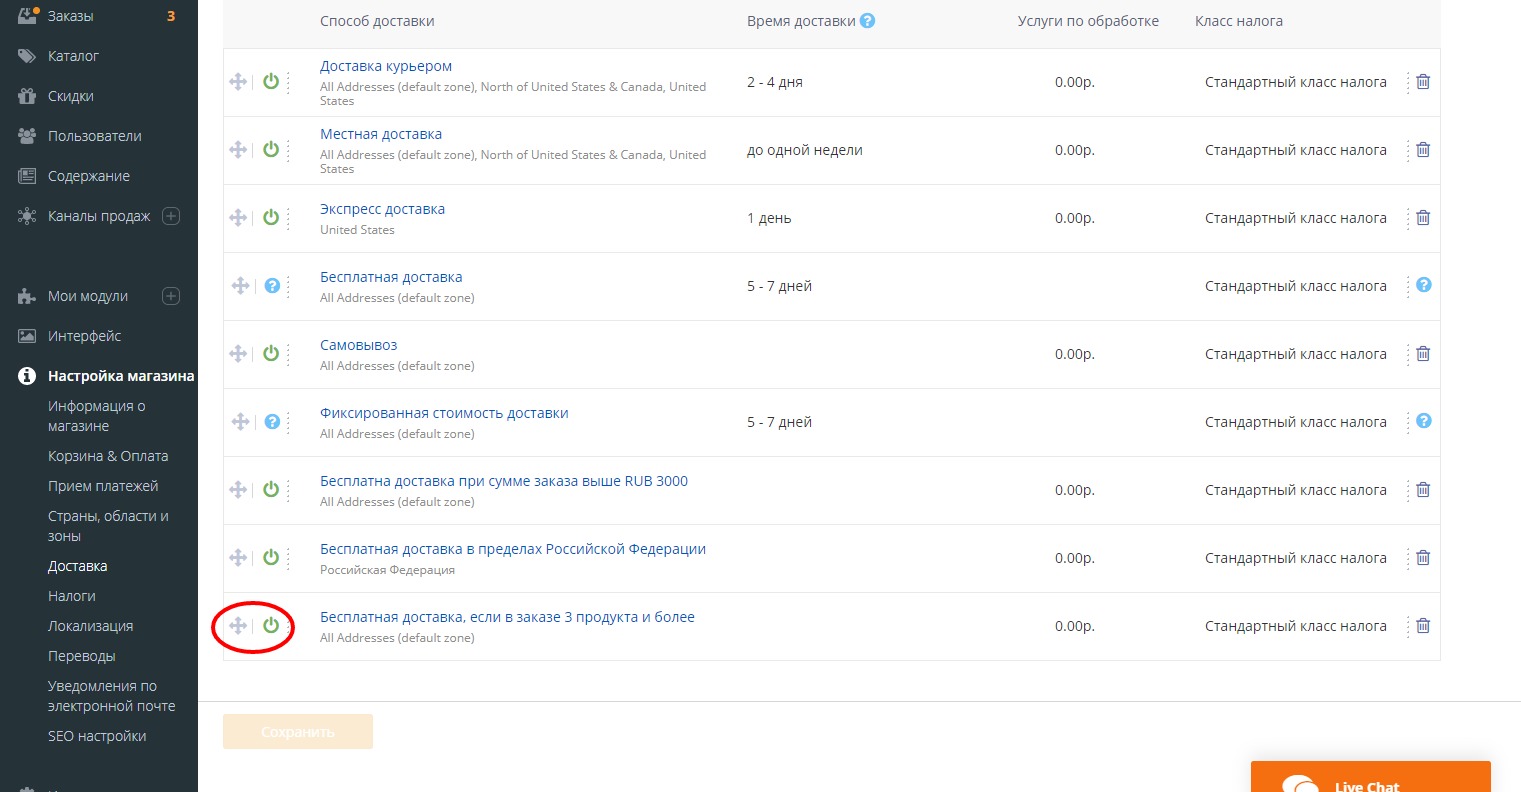 Заказы 3
Каталог
Скидки
Пользователи
Содержание
Каналы продаж
Мои модули
Интерфейс
Настройка магазина
Информация о
магазине
Корзина & Оплата
Прием платежей
Страны, области и
зоны
Доставка
Налоги
Локализация
Переводы
Уведомления по
электронной почте
SEO настройки
Способ доставки Время доставки ? Услуги по обработке Класс налога
Доставка курьером
All Addresses (default zone), North of United States & Canada, United
States
2 - 4 дня 0.00р. Стандартный класс налога
Местная доставка
All Addresses (default zone), North of United States & Canada, United
States
до одной недели 0.00р. Стандартный класс налога
Экспресс доставка
United States
1 день 0.00р. Стандартный класс налога
? Бесплатная доставка
All Addresses (default zone)
5 - 7 дней Стандартный класс налога ?
Самовывоз
All Addresses (default zone)
0.00р. Стандартный класс налога
? Фиксированная стоимость доставки
All Addresses (default zone)
5 - 7 дней Стандартный класс налога ?
Бесплатна доставка при сумме заказа выше RUB 3000
All Addresses (default zone)
0.00р. Стандартный класс налога
Бесплатная доставка в пределах Российской Федерации
Российская Федерация
0.00р. Стандартный класс налога
Бесплатная доставка, если в заказе 3 продукта и более
All Addresses (default zone)
0.00р. Стандартный класс налога
Сохранить
Live Chat